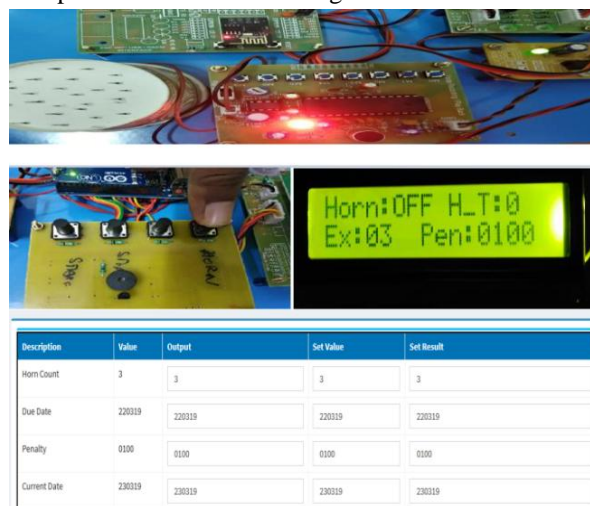 Horn:OFF H_T:0
Ex:03 Pen:0100
HORN
Description Value Output Set Value Set Result
Horn Count 3 3 3 3
Due Date 220319 220319 220319 220319
Penalty 0100 0100 0100 0100
Current Date 230319 230319 230319 230319